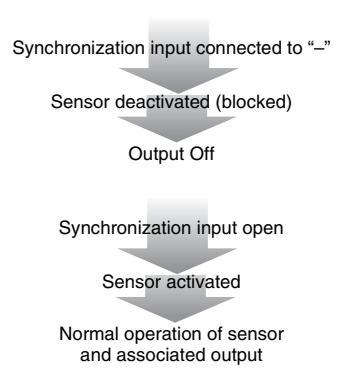 Synchronization input connected to “–”
Sensor deactivated (blocked)
Output Off
Synchronization input open
Sensor activated
Normal operation of sensor
and associated output